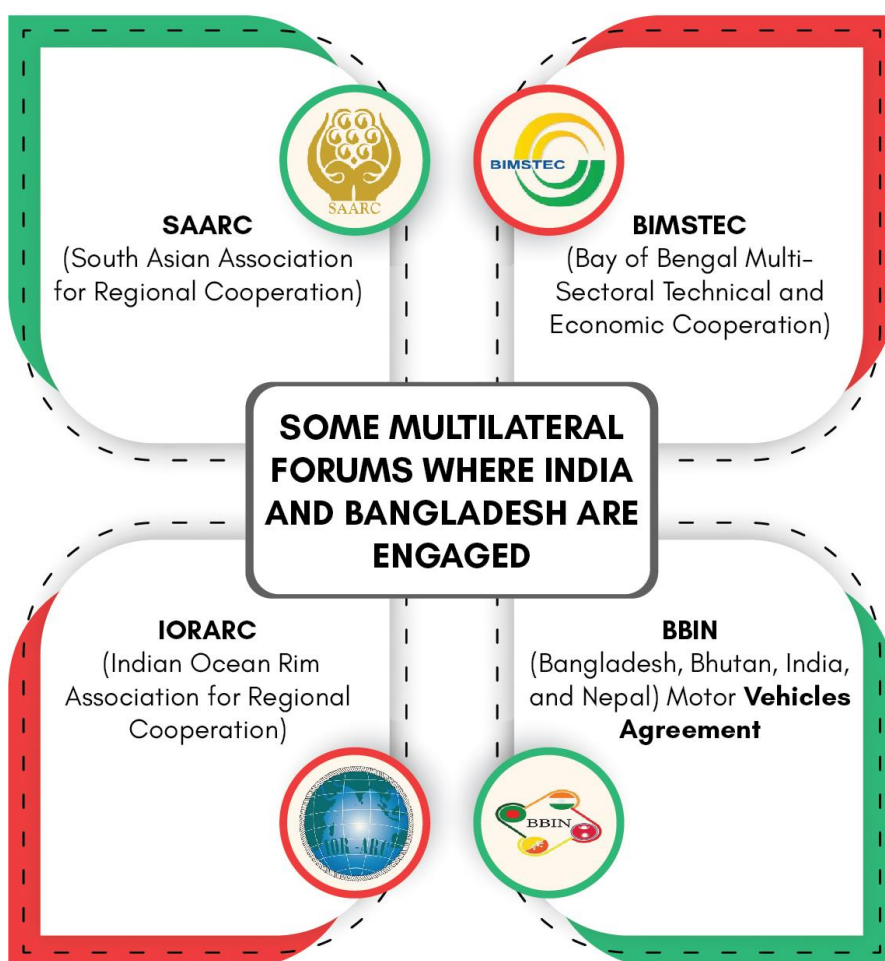 SAARC
SAARC
(South Asian Association
for Regional Cooperation)
BIMSTEC
BIMSTEC
(Bay of Bengal Multi-
Sectoral Technical and
Economic Cooperation)
SOME MULTILATERAL
FORUMS WHERE INDIA
AND BANGLADESH ARE
ENGAGED
IORARC
(Indian Ocean Rim
Association for Regional
Cooperation)
IOR-ARC
BBIN
(Bangladesh, Bhutan, India,
and Nepal) Motor Vehicles
Agreement
BBIN